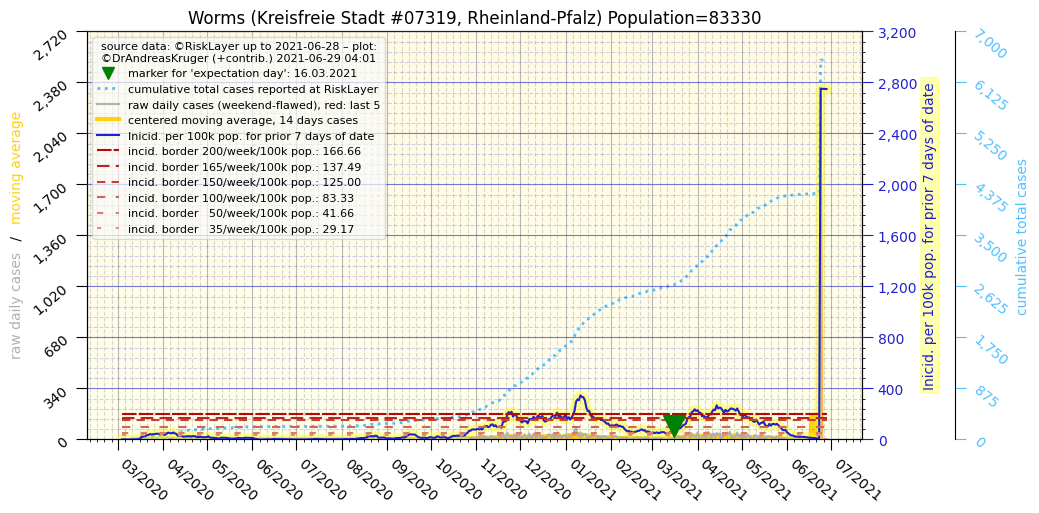 Worms (Kreisfreie Stadt #07319, Rheinland-Pfalz) Population=83330
source data: ©RiskLayer up to 2021-06-28 – plot:
©DrAndreasKruger (+contrib.) 2021-06-29 04:01
marker for 'expectation day': 16.03.2021
cumulative total cases reported at RiskLayer
raw daily cases (weekend-flawed), red: last 5
centered moving average, 14 days cases
Inicid. per 100k pop. for prior 7 days of date
incid. border 200/week/100k pop.: 166.66
incid. border 165/week/100k pop.: 137.49
incid. border 150/week/100k pop.: 125.00
incid. border 100/week/100k pop.: 83.33
incid. border 50/week/100k pop.: 41.66
incid. border 35/week/100k pop.: 29.17
raw daily cases / moving average
2,720
2,380
2,040
1,700
1,360
1,020
680
340
0
3,200
2,800
2,400
2,000
1,600
1,200
800
400
0
Inicid. per 100k pop. for prior 7 days of date
7,000
6,125
5,250
4,375
3,500
2,625
1,750
875
0
cumulative total cases
03/2020
04/2020
05/2020
06/2020
07/2020
08/2020
09/2020
10/2020
11/2020
12/2020
01/2021
02/2021
03/2021
04/2021
05/2021
06/2021
07/2021